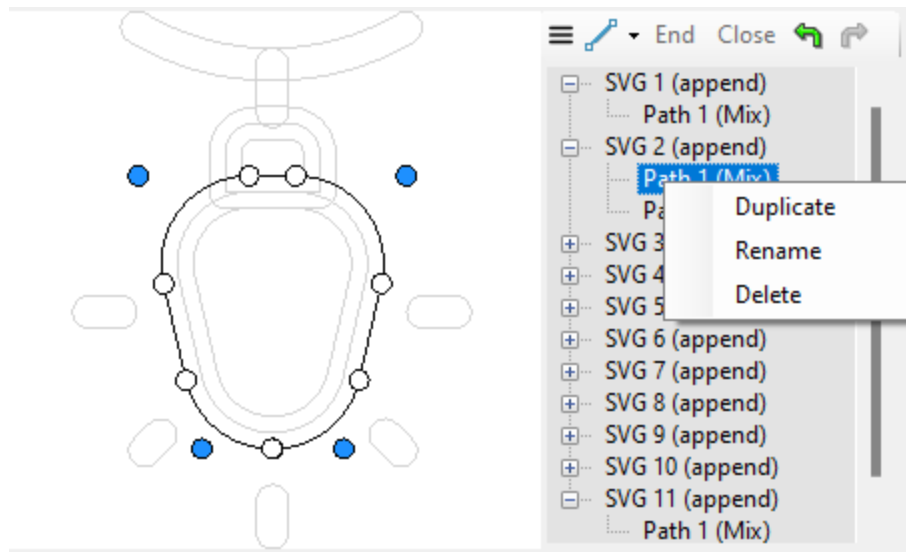 End Close
SVG 1 (append)
Path 1 (Mix)
SVG 2 (append)
Path 1 (Mix)
Pa
Duplicate
SVG 3
Rename
SVG 4
Delete
SVG 5
SVG 6 (append)
SVG 7 (append)
SVG 8 (append)
SVG 9 (append)
SVG 10 (append)
SVG 11 (append)
Path 1 (Mix)